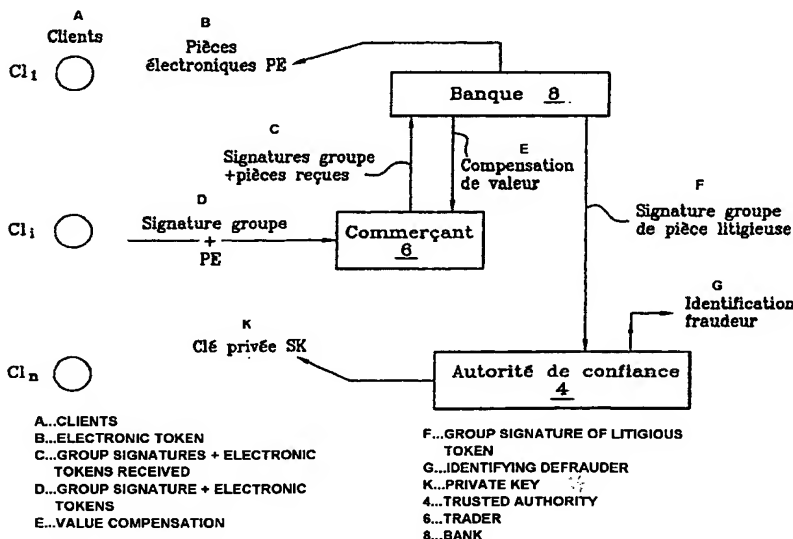 A
Clients
B
Pièces
électroniques PE
Cl1
Banque 8
C
Signatures groupe
+pièces reçues
E
Compensation
de valeur
F
Signature groupe
de pièce litigieuse
D
Signature groupe
+
PE
Cli
Commerçant
6
G
Identification
fraudeur
K
Clé privée SK
Cln
Autorité de confiance
4
A...CLIENTS
B...ELECTRONIC TOKEN
C...GROUP SIGNATURES + ELECTRONIC
TOKENS RECEIVED
D...GROUP SIGNATURE + ELECTRONIC
TOKENS
E...VALUE COMPENSATION
F...GROUP SIGNATURE OF LITIGIOUS
TOKEN
G...IDENTIFYING DEFRAUDER
K...PRIVATE KEY
4...TRUSTED AUTHORITY
6...TRADER
8...BANK